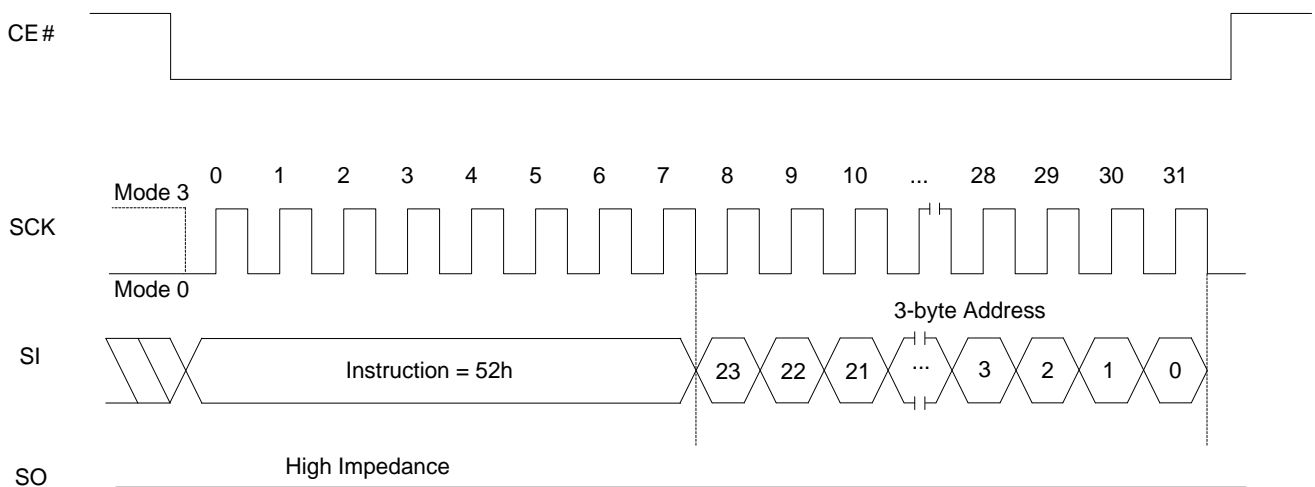 CE #
0 1 2 3 4 5 6 7 8 9 10 ... 28 29 30 31
Mode 3
SCK
Mode 0
3-byte Address
SI
Instruction = 52h
23 22 21 ... 3 2 1 0
High Impedance
SO